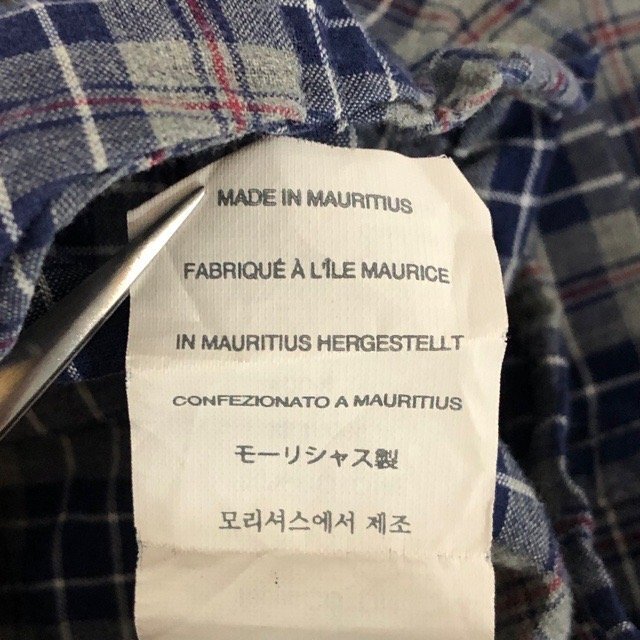 MADE IN MAURITIUS
FABRIQUÉ À L'ÎLE MAURICE
IN MAURITIUS HERGESTELLT
CONFEZIONATO A MAURITIUS
モーリシャス製
모리셔스에서 제조